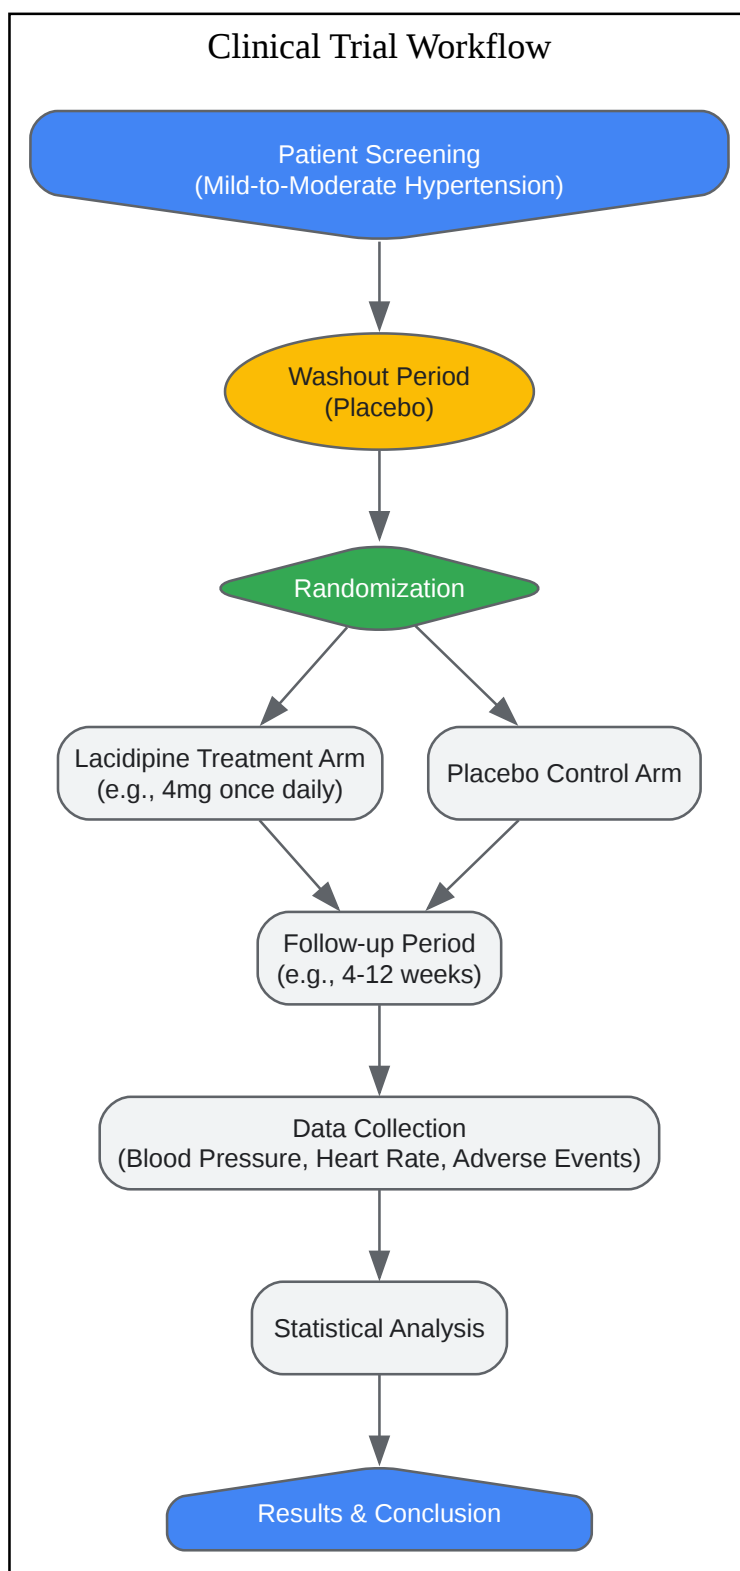 Clinical Trial Workflow
Patient Screening
(Mild-to-Moderate Hypertension)
Washout Period
(Placebo)
Randomization
Lacidipine Treatment Arm
(e.g., 4mg once daily)
Placebo Control Arm
Follow-up Period
(e.g., 4-12 weeks)
Data Collection
(Blood Pressure, Heart Rate, Adverse Events)
Statistical Analysis
Results & Conclusion